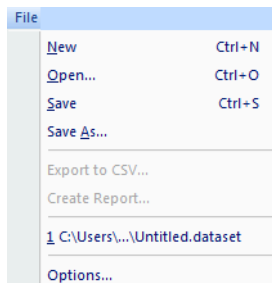 File
New Ctrl+N
Open... Ctrl+O
Save Ctrl+S
Save As...
Export to CSV...
Create Report...
1 C:\Users\...\Untitled.dataset
Options...